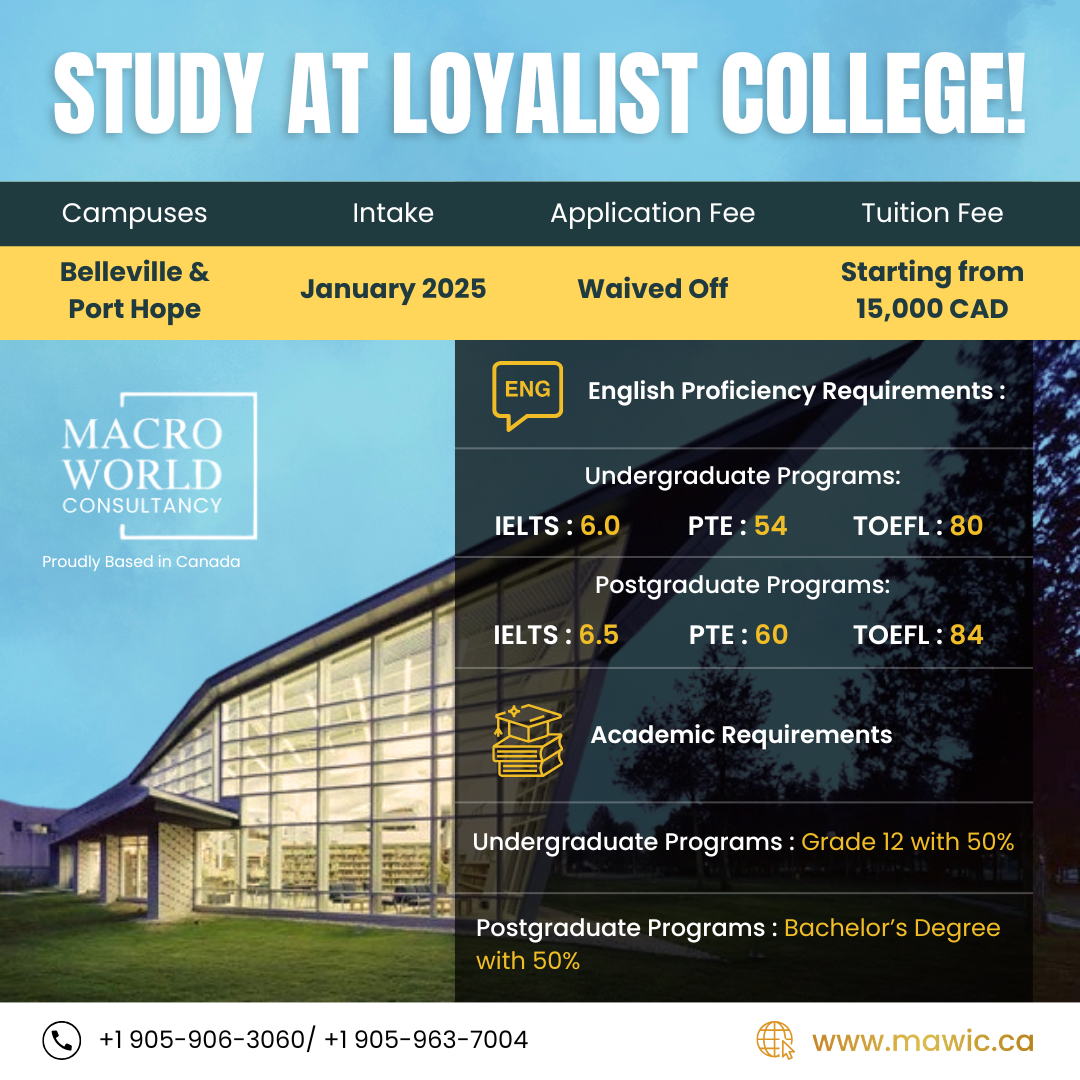 STUDY AT LOYALIST COLLEGE!
Campuses Intake Application Fee Tuition Fee
Belleville &
Port Hope
January 2025
Waived Off
Starting from
15,000 CAD
MACRO
WORLD
CONSULTANCY
Proudly Based in Canada
ENG
English Proficiency Requirements :
Undergraduate Programs:
IELTS : 6.0 PTE : 54 TOEFL : 80
Postgraduate Programs:
IELTS : 6.5 PTE : 60 TOEFL : 84
Academic Requirements
Undergraduate Programs : Grade 12 with 50%
Postgraduate Programs : Bachelor’s Degree
with 50%
+1 905-906-3060/ +1 905-963-7004
www.mawic.ca